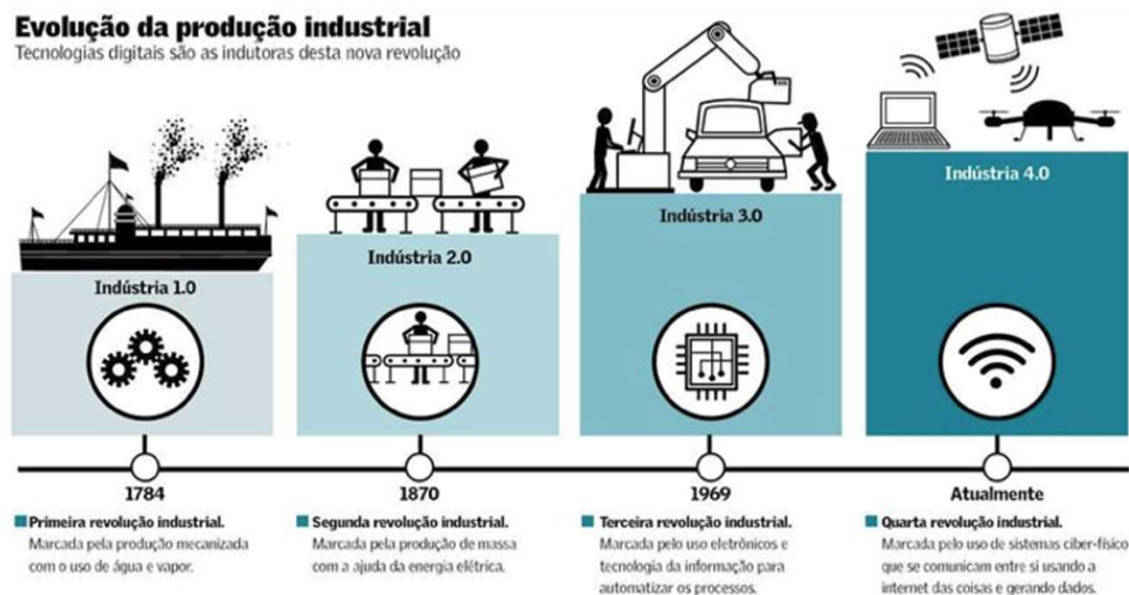 Evolução da produção industrial
Tecnologias digitais são as indutoras desta nova revolução
Indústria 1.0
Indústria 2.0
Indústria 3.0
Indústria 4.0
1784
1870
1969
Atualmente
Primeira revolução industrial.
Marcada pela produção mecanizada
com o uso de água e vapor.
Segunda revolução industrial.
Marcada pela produção de massa
com a ajuda da energia elétrica.
Terceira revolução industrial.
Marcada pelo uso eletrônicos e
tecnologia da informação para
automatizar os processos.
Quarta revolução industrial.
Marcada pelo uso de sistemas ciber-físico
que se comunicam entre si usando a
internet das coisas e gerando dados.